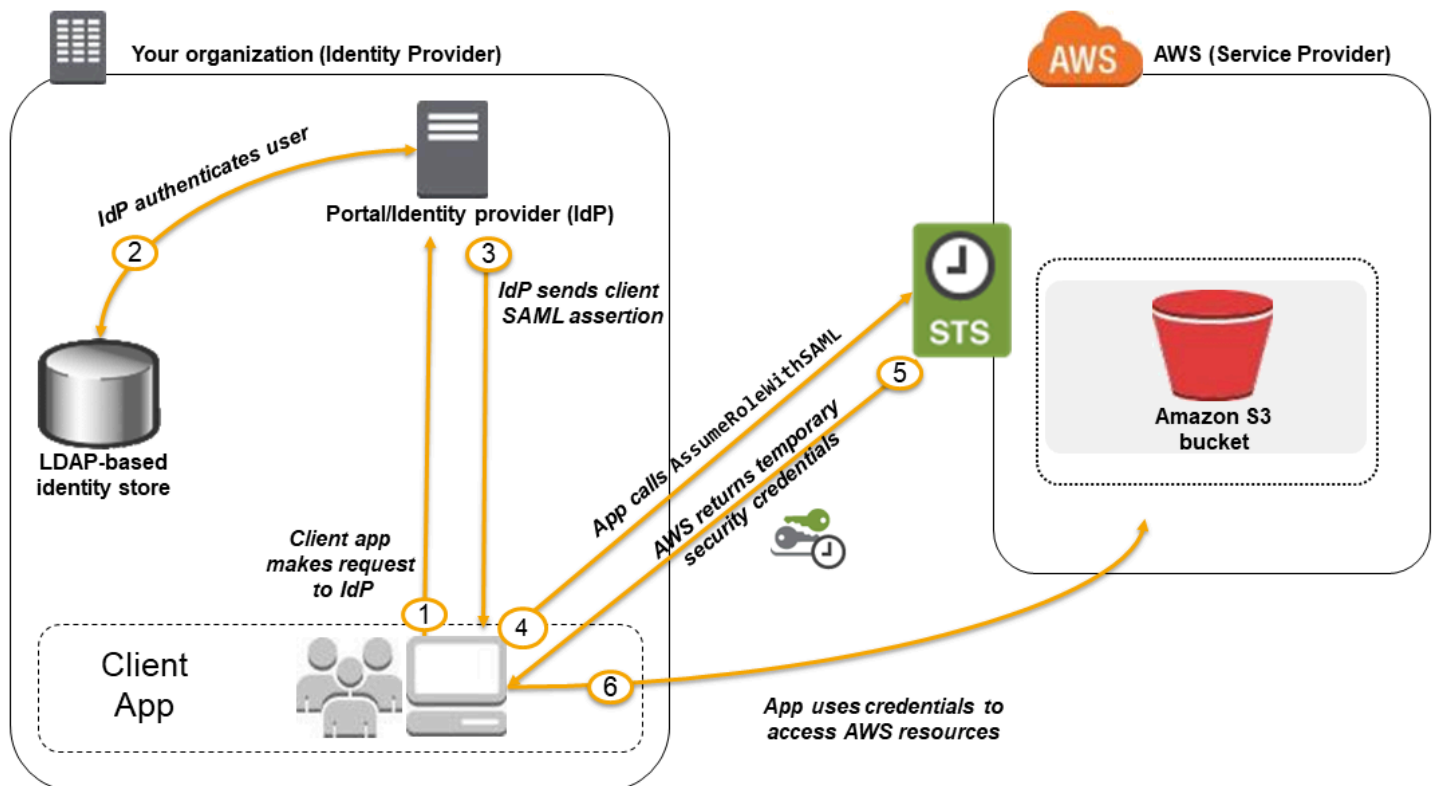 Your organization (Identity Provider)
AWS
AWS (Service Provider)
IdP authenticates user
2
Portal/Identity provider (IdP)
3
IdP sends client
SAML assertion
LDAP-based
identity store
Client app
makes request
to IdP
1
4
App calls AssumeRoleWithSAML
STS
5
AWS returns temporary
security credentials
Amazon S3
bucket
Client
App
6
App uses credentials to
access AWS resources